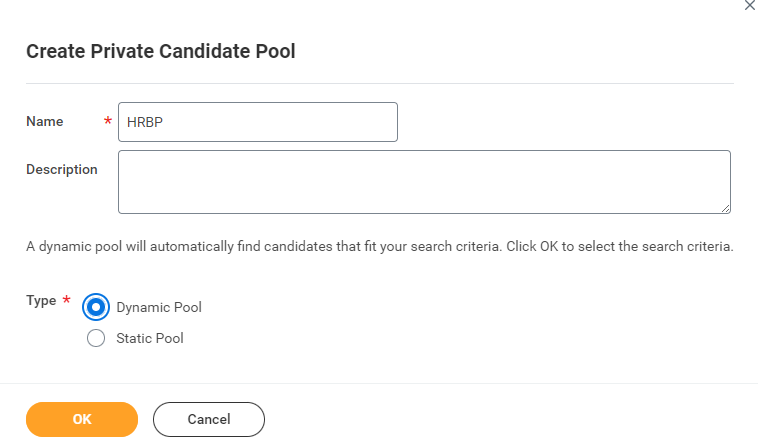 Create Private Candidate Pool
Name * HRBP
Description
A dynamic pool will automatically find candidates that fit your search criteria. Click OK to select the search criteria.
Type * Dynamic Pool
Static Pool
OK Cancel